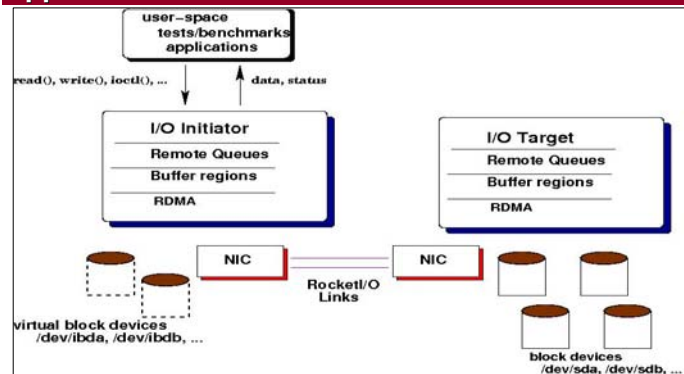 user-space
tests/benchmarks
applications
read(), write(), ioctl(), ...
data, status
I/O Initiator
Remote Queues
Buffer regions
RDMA
I/O Target
Remote Queues
Buffer regions
RDMA
NIC
NIC
RocketI/O
Links
virtual block devices
/dev/ibda, /dev/ibdb, ...
block devices
/dev/sda, /dev/sdb, ...